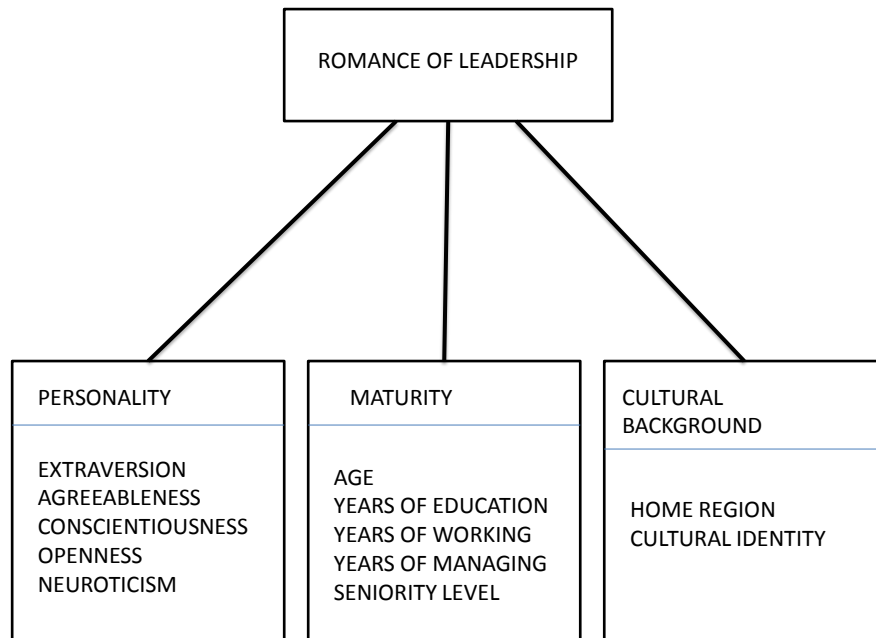 ROMANCE OF LEADERSHIP
PERSONALITY
EXTRAVERSION
AGREEABLENESS
CONSCIENTIOUSNESS
OPENNESS
NEUROTICISM
MATURITY
AGE
YEARS OF EDUCATION
YEARS OF WORKING
YEARS OF MANAGING
SENIORITY LEVEL
CULTURAL
BACKGROUND
HOME REGION
CULTURAL IDENTITY